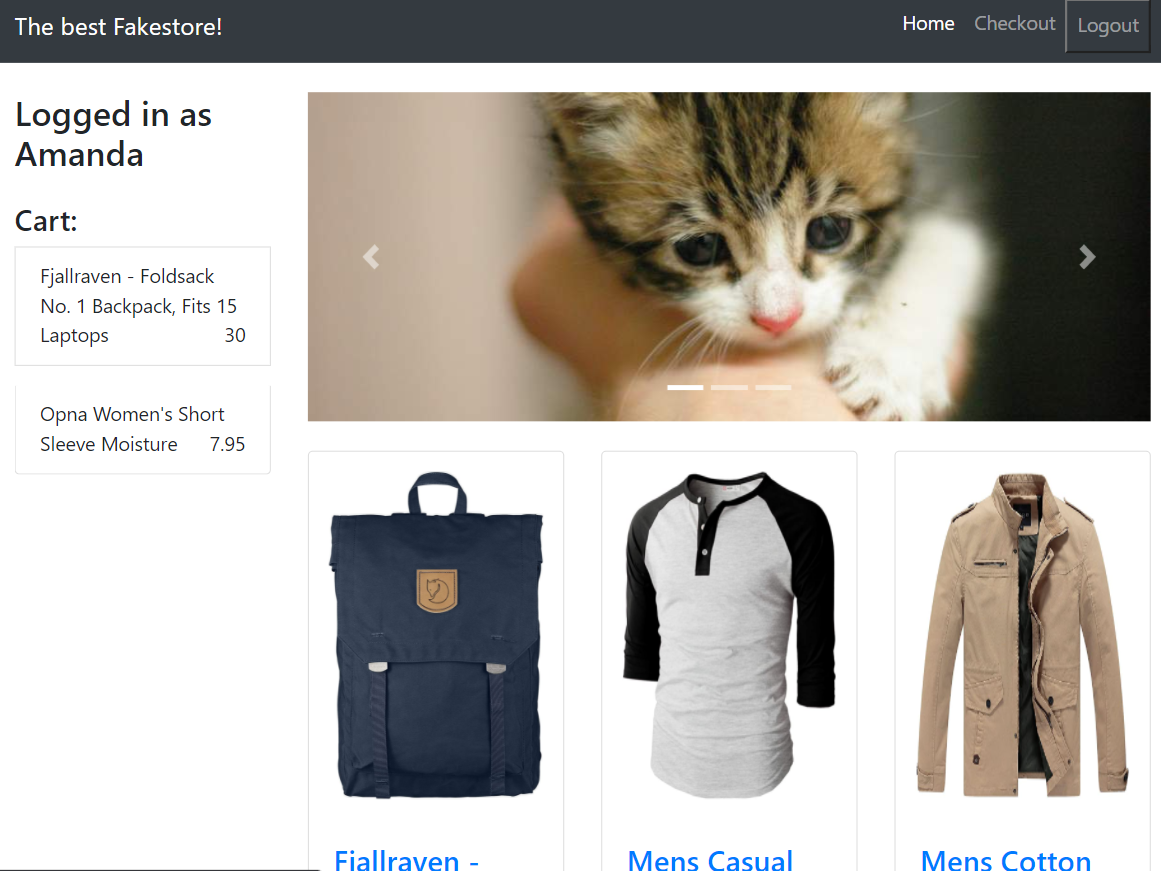 The best Fakestore!
Home Checkout Logout
Logged in as
Amanda
Cart:
Fjallraven - Foldsack
No. 1 Backpack, Fits 15
Laptops 30
Opna Women's Short
Sleeve Moisture 7.95
Fjallraven -
Mens Casual
Mens Cotton